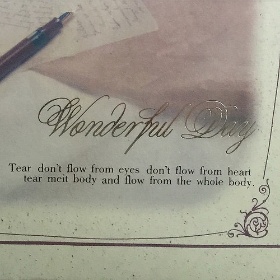 Wonderful Day
Tear don't flow from eyes don't flow from heart
tear melt body and flow from the whole body.